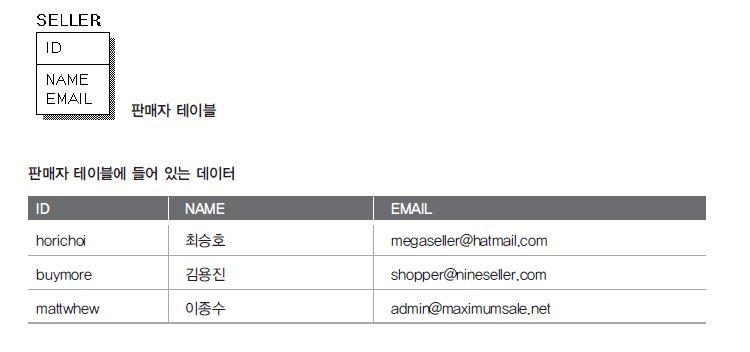 SELLER
ID
NAME
EMAIL
판매자 테이블
판매자 테이블에 들어 있는 데이터
ID NAME EMAIL
horichoi 최승호 megaseller@hatmail.com
buymore 김용진 shopper@nineseller.com
mattwhew 이종수 admin@maximumsale.net